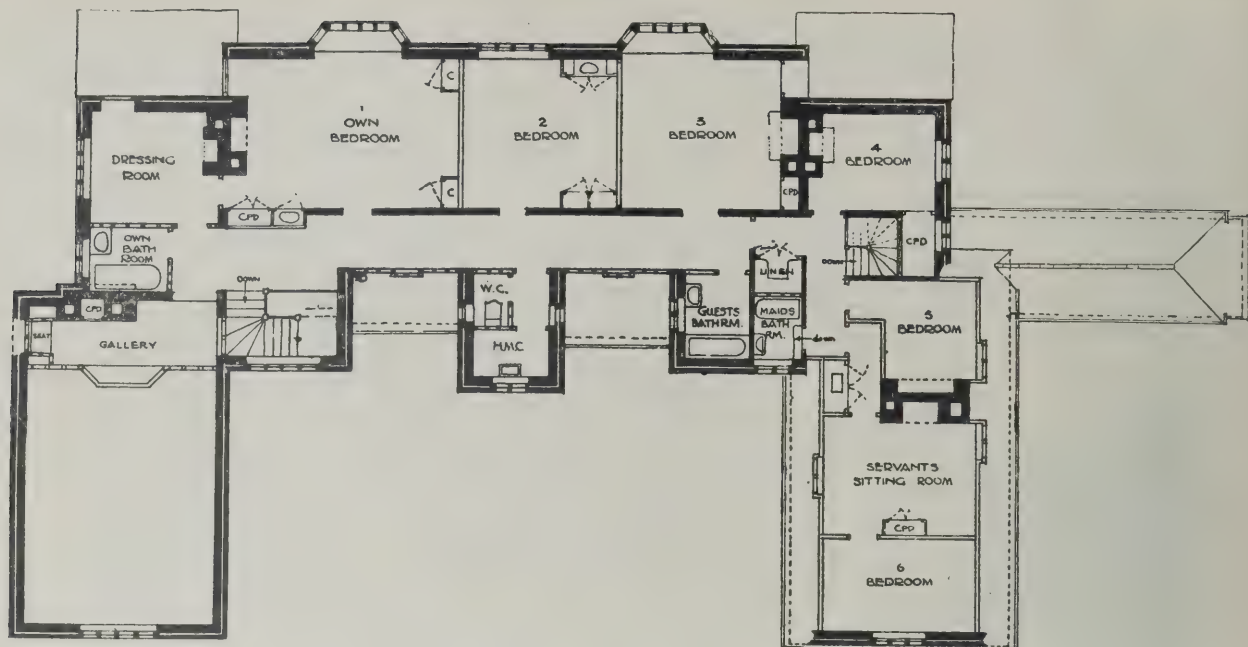 1
OWN
BEDROOM
C
C
CPD
2
BEDROOM
3
BEDROOM
CPD
4
BEDROOM
CPD
DOWN
DRESSING
ROOM
OWN
BATH
ROOM
CPD
SEAT
GALLERY
DOWN
W.C.
H.M.C
GUESTS
BATH RM.
LINEN
MAIDS
BATH
RM.
down
5
BEDROOM
SERVANTS
SITTING ROOM
CPD
6
BEDROOM